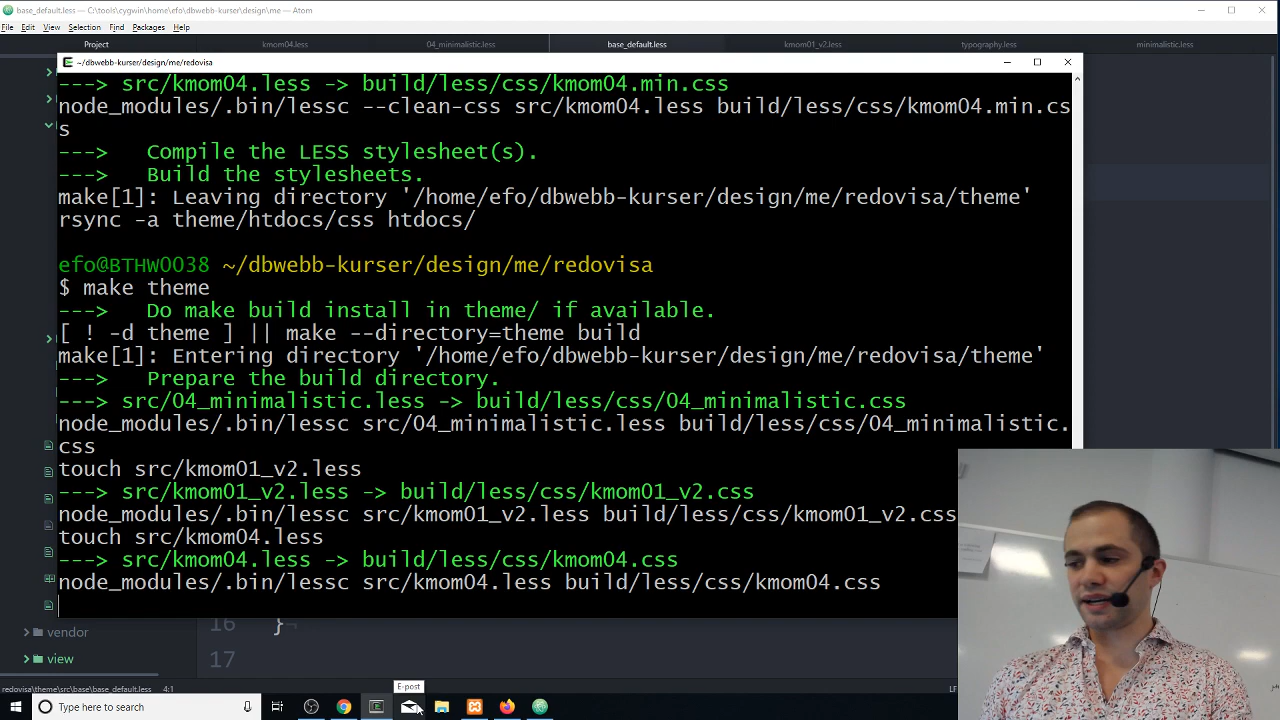 base_default.less — C:\tools\cygwin\home\efo\dbwebb-kurser\design\me — Atom
File Edit View Selection Find Packages Help
Project kmom04.less 04_minimalistic.less base_default.less kmom01_v2.less typography.less minimalistic.less
~/dbwebb-kurser/design/me/redovisa
---> src/kmom04.less -> build/less/css/kmom04.min.css
node_modules/.bin/lessc --clean-css src/kmom04.less build/less/css/kmom04.min.cs
s
---> Compile the LESS stylesheet(s).
---> Build the stylesheets.
make[1]: Leaving directory '/home/efo/dbwebb-kurser/design/me/redovisa/theme'
rsync -a theme/htdocs/css htdocs/
efo@BTHW0038 ~/dbwebb-kurser/design/me/redovisa
$ make theme
---> Do make build install in theme/ if available.
[ ! -d theme ] || make --directory=theme build
make[1]: Entering directory '/home/efo/dbwebb-kurser/design/me/redovisa/theme'
---> Prepare the build directory.
---> src/04_minimalistic.less -> build/less/css/04_minimalistic.css
node_modules/.bin/lessc src/04_minimalistic.less build/less/css/04_minimalistic.
css
touch src/kmom01_v2.less
---> src/kmom01_v2.less -> build/less/css/kmom01_v2.css
node_modules/.bin/lessc src/kmom01_v2.less build/less/css/kmom01_v2.css
touch src/kmom04.less
---> src/kmom04.less -> build/less/css/kmom04.css
node_modules/.bin/lessc src/kmom04.less build/less/css/kmom04.css
16 }
vendor
17
view
E-post
redovisa\theme\src\base\base_default.less 4:1 LF
Type here to search